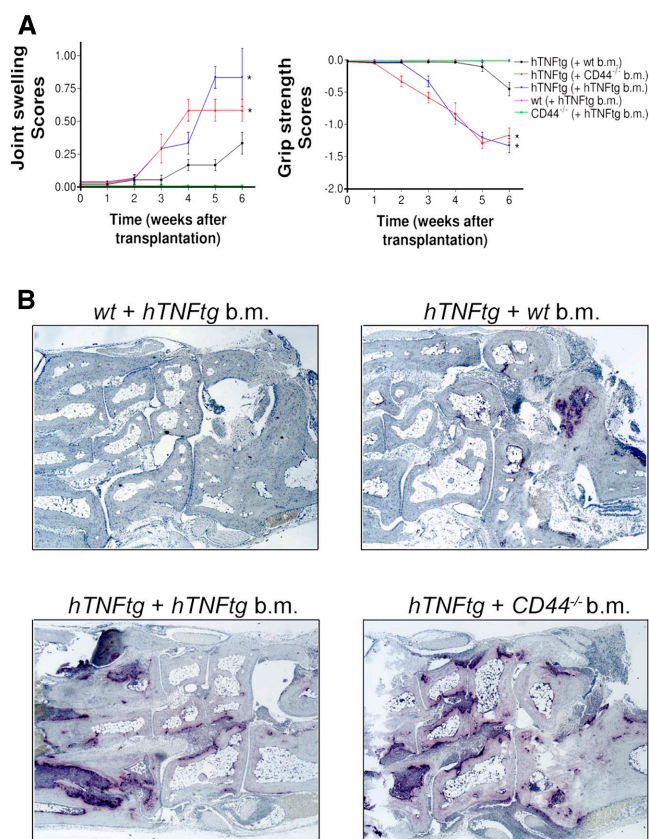 A
Joint swelling
Scores
1.00
0.75
0.50
0.25
0.00
*
*
0 1 2 3 4 5 6
Time (weeks after
transplantation)
Grip strength
Scores
0.0
-0.5
-1.0
-1.5
-2.0
*
*
0 1 2 3 4 5 6
Time (weeks after
transplantation)
hTNFtg (+ wt b.m.)
hTNFtg (+ CD44-/- b.m.)
hTNFtg (+ hTNFtg b.m.)
wt (+ hTNFtg b.m.)
CD44-/- (+ hTNFtg b.m.)
B
wt + hTNFtg b.m.
hTNFtg + wt b.m.
hTNFtg + hTNFtg b.m.
hTNFtg + CD44-/- b.m.